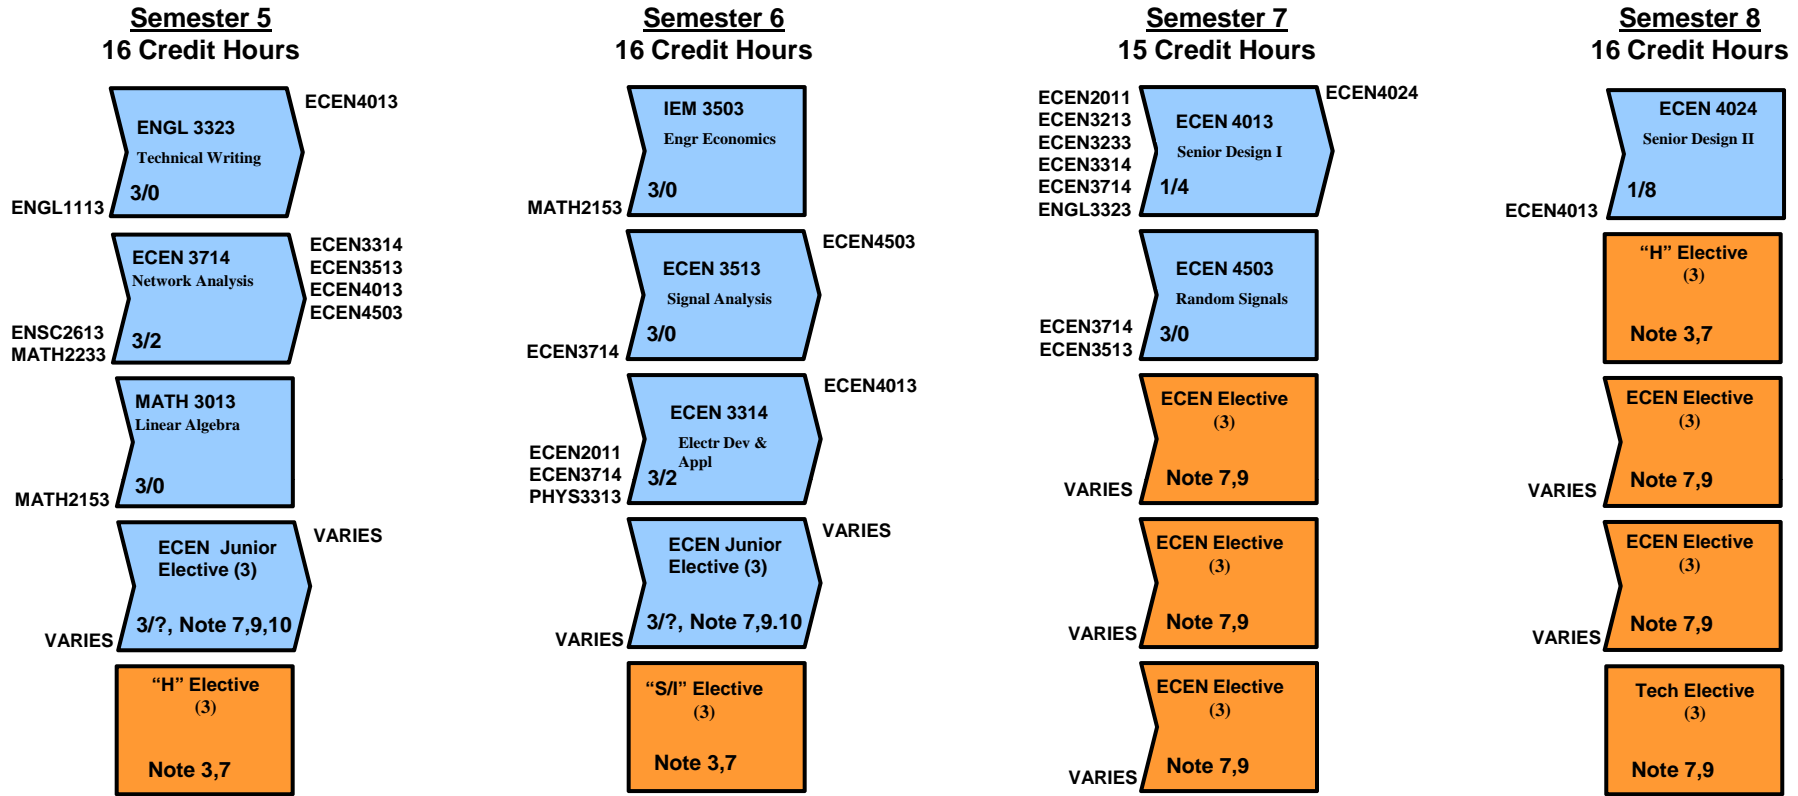 Semester 5
16 Credit Hours
ENGL 3323
Technical Writing
3/0
ECEN4013
ENGL1113
ECEN 3714
Network Analysis
3/2
ECEN3314
ECEN3513
ECEN4013
ECEN4503
ENSC2613
MATH2233
MATH 3013
Linear Algebra
3/0
MATH2153
ECEN Junior
Elective (3)
3/?, Note 7,9,10
VARIES
VARIES
“H” Elective
(3)
Note 3,7
Semester 6
16 Credit Hours
IEM 3503
Engr Economics
3/0
MATH2153
ECEN 3513
Signal Analysis
3/0
ECEN4503
ECEN3714
ECEN 3314
Electr Dev &
Appl
3/2
ECEN4013
ECEN2011
ECEN3714
PHYS3313
ECEN Junior
Elective (3)
3/?, Note 7,9.10
VARIES
VARIES
“S/I” Elective
(3)
Note 3,7
Semester 7
15 Credit Hours
ECEN2011
ECEN3213
ECEN3233
ECEN3314
ECEN3714
ENGL3323
ECEN 4013
Senior Design I
1/4
ECEN4024
ECEN 4503
Random Signals
3/0
ECEN3714
ECEN3513
ECEN Elective
(3)
Note 7,9
VARIES
ECEN Elective
(3)
Note 7,9
VARIES
ECEN Elective
(3)
Note 7,9
VARIES
Semester 8
16 Credit Hours
ECEN 4024
Senior Design II
1/8
ECEN4013
“H” Elective
(3)
Note 3,7
ECEN Elective
(3)
Note 7,9
VARIES
ECEN Elective
(3)
Note 7,9
VARIES
Tech Elective
(3)
Note 7,9